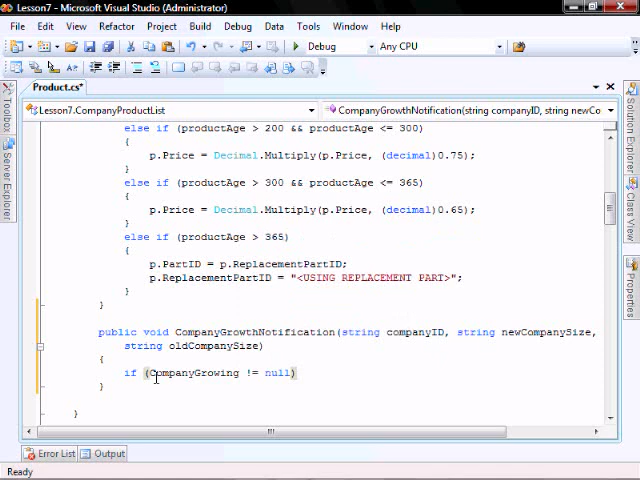 Lesson7 - Microsoft Visual Studio (Administrator)
File Edit View Refactor Project Build Debug Data Tools Window Help
Debug Any CPU
Product.cs*
Lesson7.CompanyProductList CompanyGrowthNotification(string companyID, string newCo
Toolbox
Server Explorer
Solution Explorer
Class View
Properties
else if (productAge > 200 && productAge <= 300)
{
p.Price = Decimal.Multiply(p.Price, (decimal)0.75);
}
else if (productAge > 300 && productAge <= 365)
{
p.Price = Decimal.Multiply(p.Price, (decimal)0.65);
}
else if (productAge > 365)
{
p.PartID = p.ReplacementPartID;
p.ReplacementPartID = "<USING REPLACEMENT PART>";
}
}
public void CompanyGrowthNotification(string companyID, string newCompanySize,
string oldCompanySize)
{
if (CompanyGrowing != null)
}
}
Error List Output
Ready